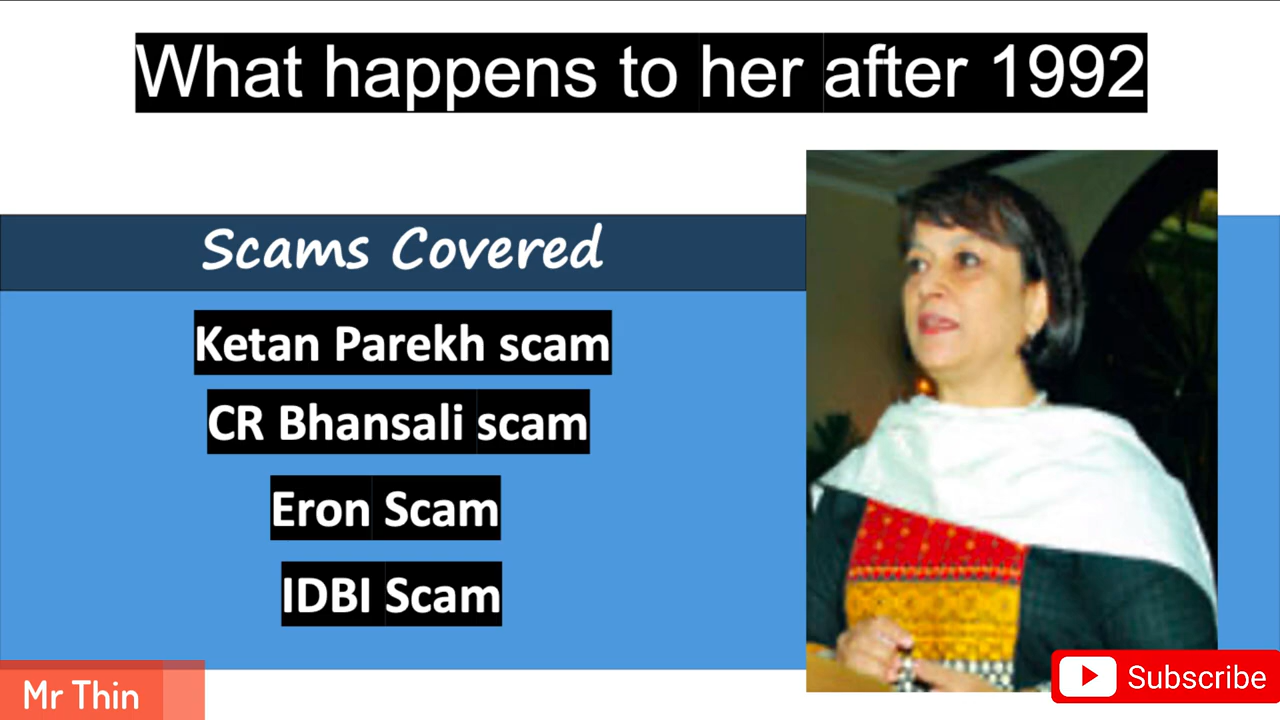 What happens to her after 1992
Scams Covered
Ketan Parekh scam
CR Bhansali scam
Eron Scam
IDBI Scam
Mr Thin
Subscribe